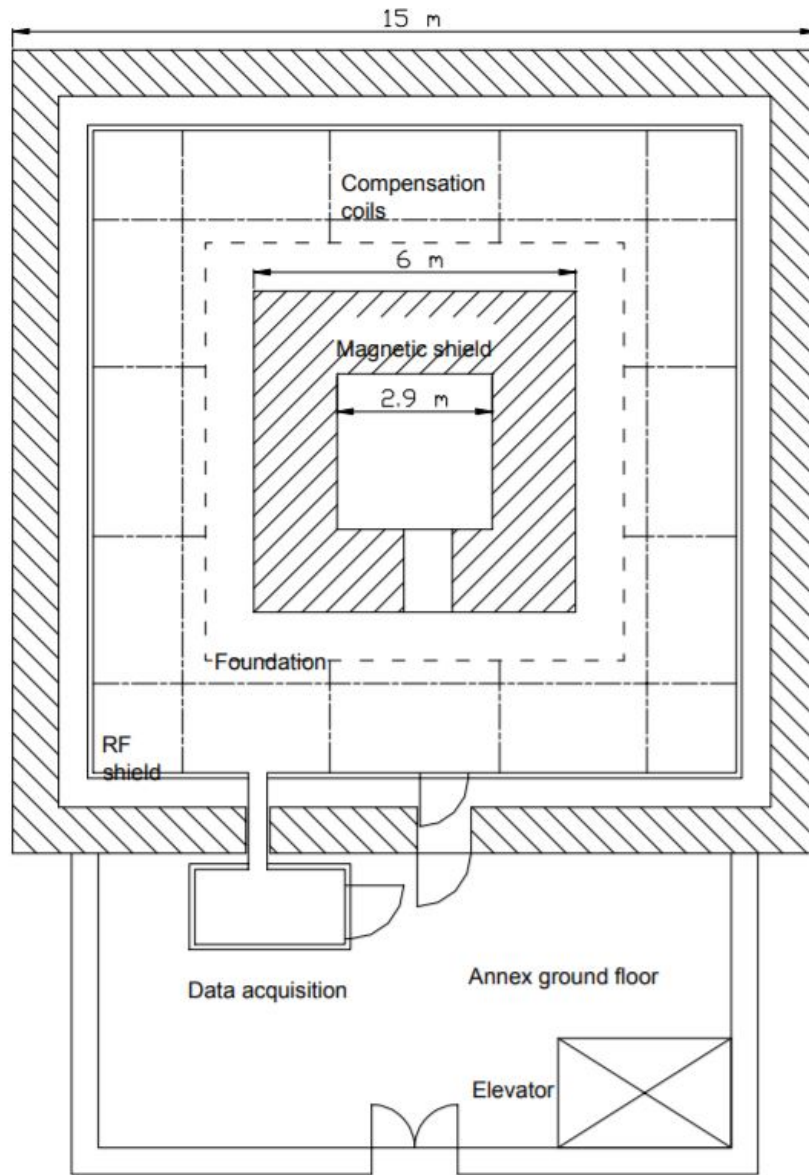 15 m
Compensation
coils
6 m
Magnetic shield
2.9 m
Foundation
RF
shield
Data acquisition
Annex ground floor
Elevator